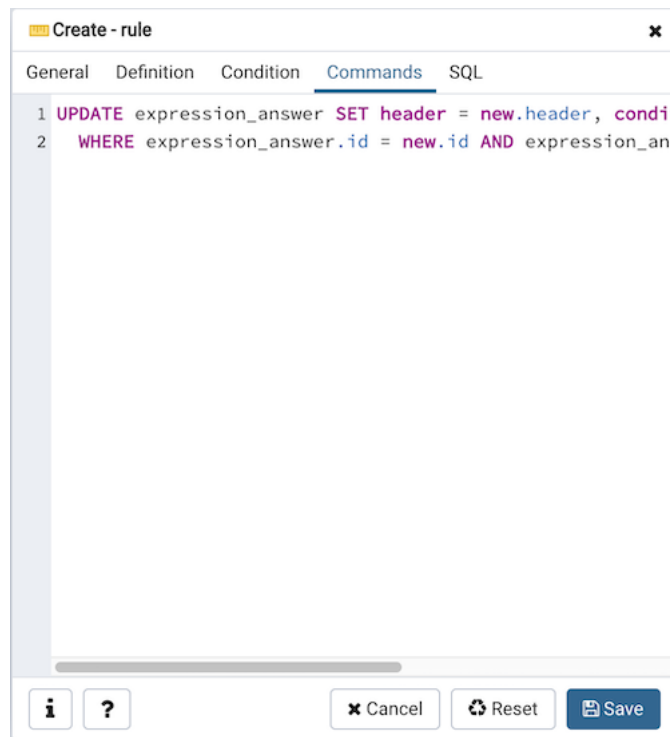 Create - rule
General Definition Condition Commands SQL
1 UPDATE expression_answer SET header = new.header, condi
2 WHERE expression_answer.id = new.id AND expression_an
i ? Cancel Reset Save